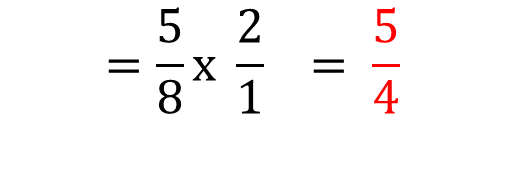 = 5/8 x 2/1 = 5/4